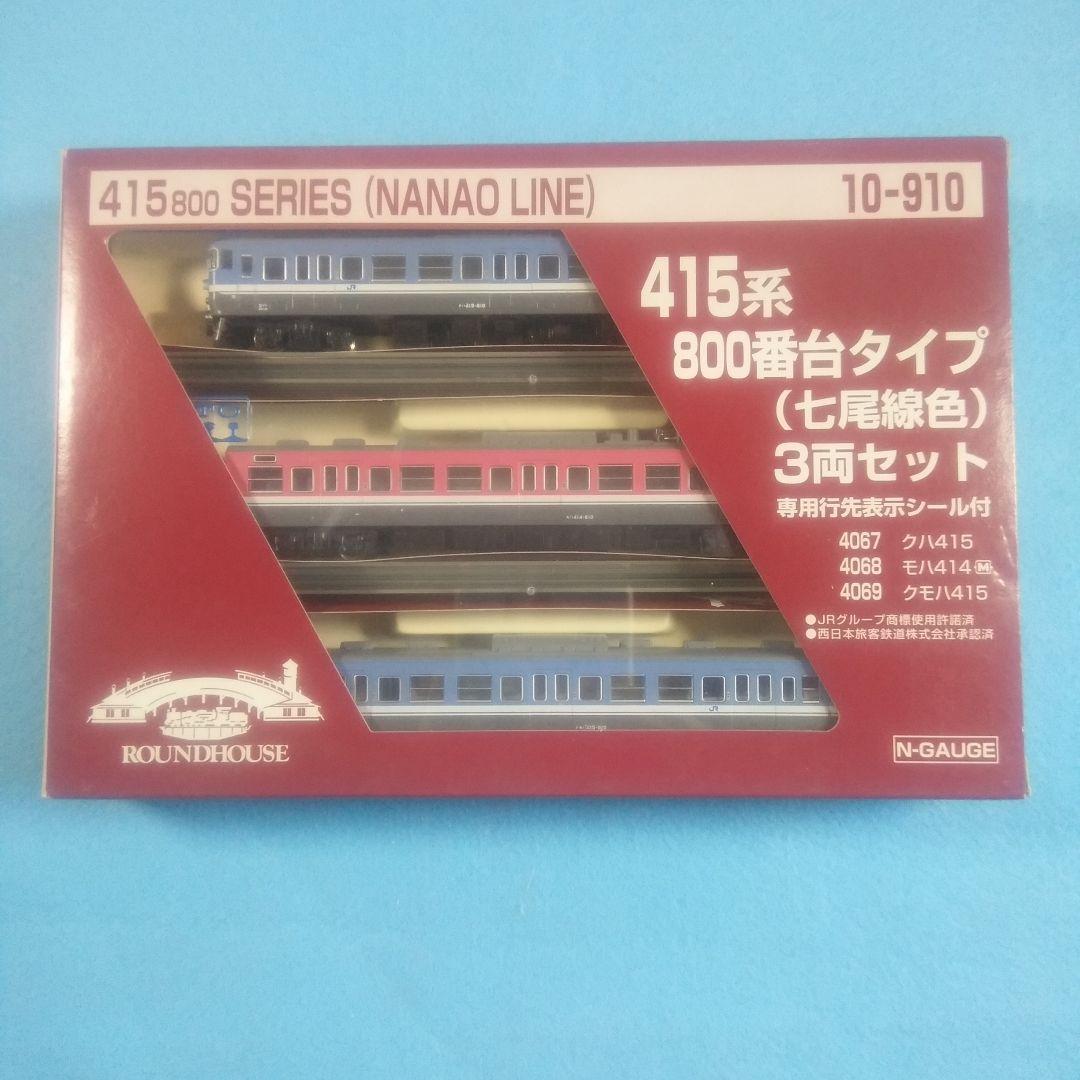 415800 SERIES (NANAO LINE)
10-910
415系
800番台タイプ
(七尾線色)
3両セット
専用行先表示シール付
4067 クハ415
4068 モハ414 M
4069 クモハ415
●JRグループ商標使用許諾済
●西日本旅客鉄道株式会社承認済
JR
JR
ROUNDHOUSE
N-GAUGE